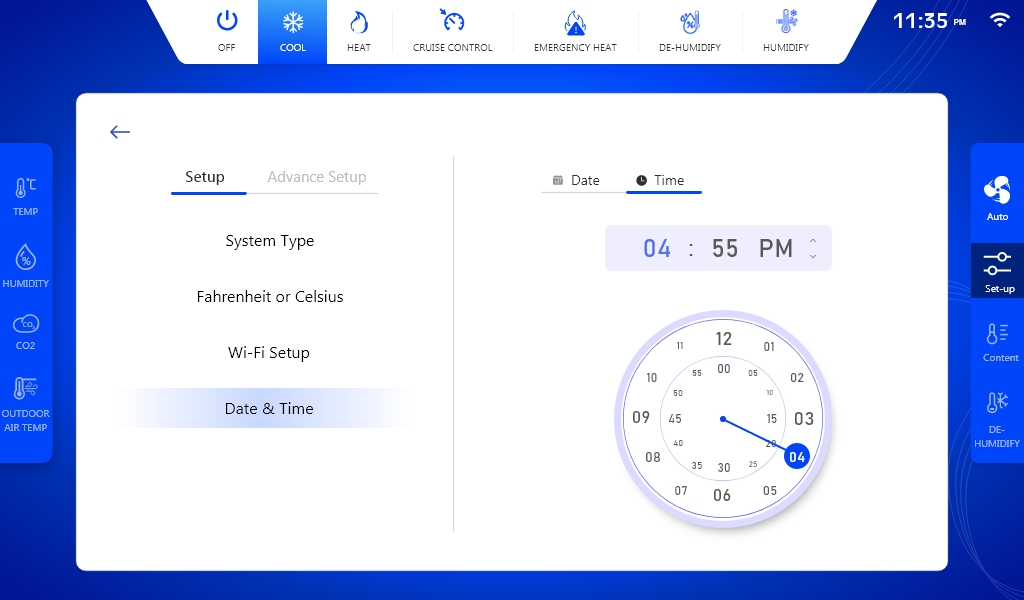 OFF
COOL
HEAT
CRUISE CONTROL
EMERGENCY HEAT
DE-HUMIDIFY
HUMIDIFY
11:35 PM
TEMP
HUMIDITY
CO2
OUTDOOR
AIR TEMP
Setup
Advance Setup
System Type
Fahrenheit or Celsius
Wi-Fi Setup
Date & Time
Date
Time
04 : 55 PM
12
01
02
03
04
05
06
07
08
09
10
11
00
05
10
15
20
25
30
35
40
45
50
55
Auto
Set-up
Content
DE-
HUMIDIFY